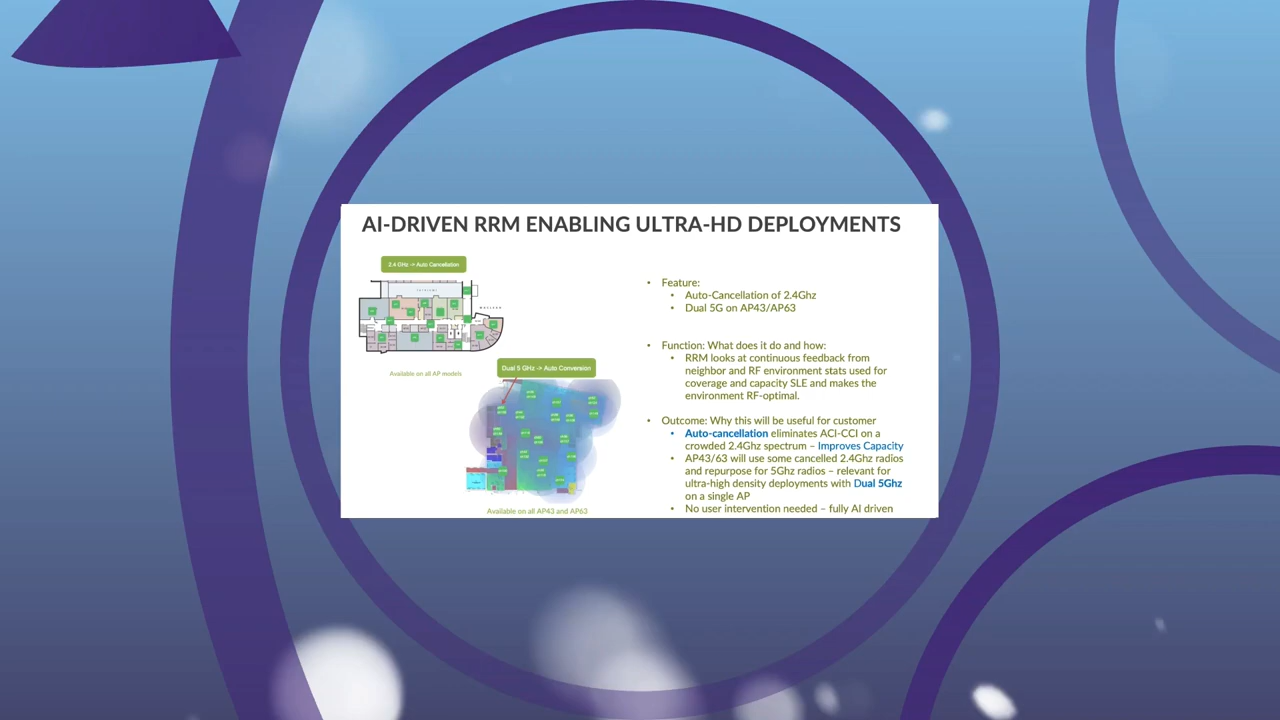 AI-DRIVEN RRM ENABLING ULTRA-HD DEPLOYMENTS
2.4 GHz -> Auto Cancellation
Available on all AP models
Dual 5 GHz -> Auto Conversion
Available on all AP43 and AP63
• Feature:
• Auto-Cancellation of 2.4Ghz
• Dual 5G on AP43/AP63
• Function: What does it do and how:
• RRM looks at continuous feedback from
neighbor and RF environment stats used for
coverage and capacity SLE and makes the
environment RF-optimal.
• Outcome: Why this will be useful for customer
• Auto-cancellation eliminates ACI-CCI on a
crowded 2.4Ghz spectrum – Improves Capacity
• AP43/63 will use some cancelled 2.4Ghz radios
and repurpose for 5Ghz radios – relevant for
ultra-high density deployments with Dual 5Ghz
on a single AP
• No user intervention needed – fully AI driven